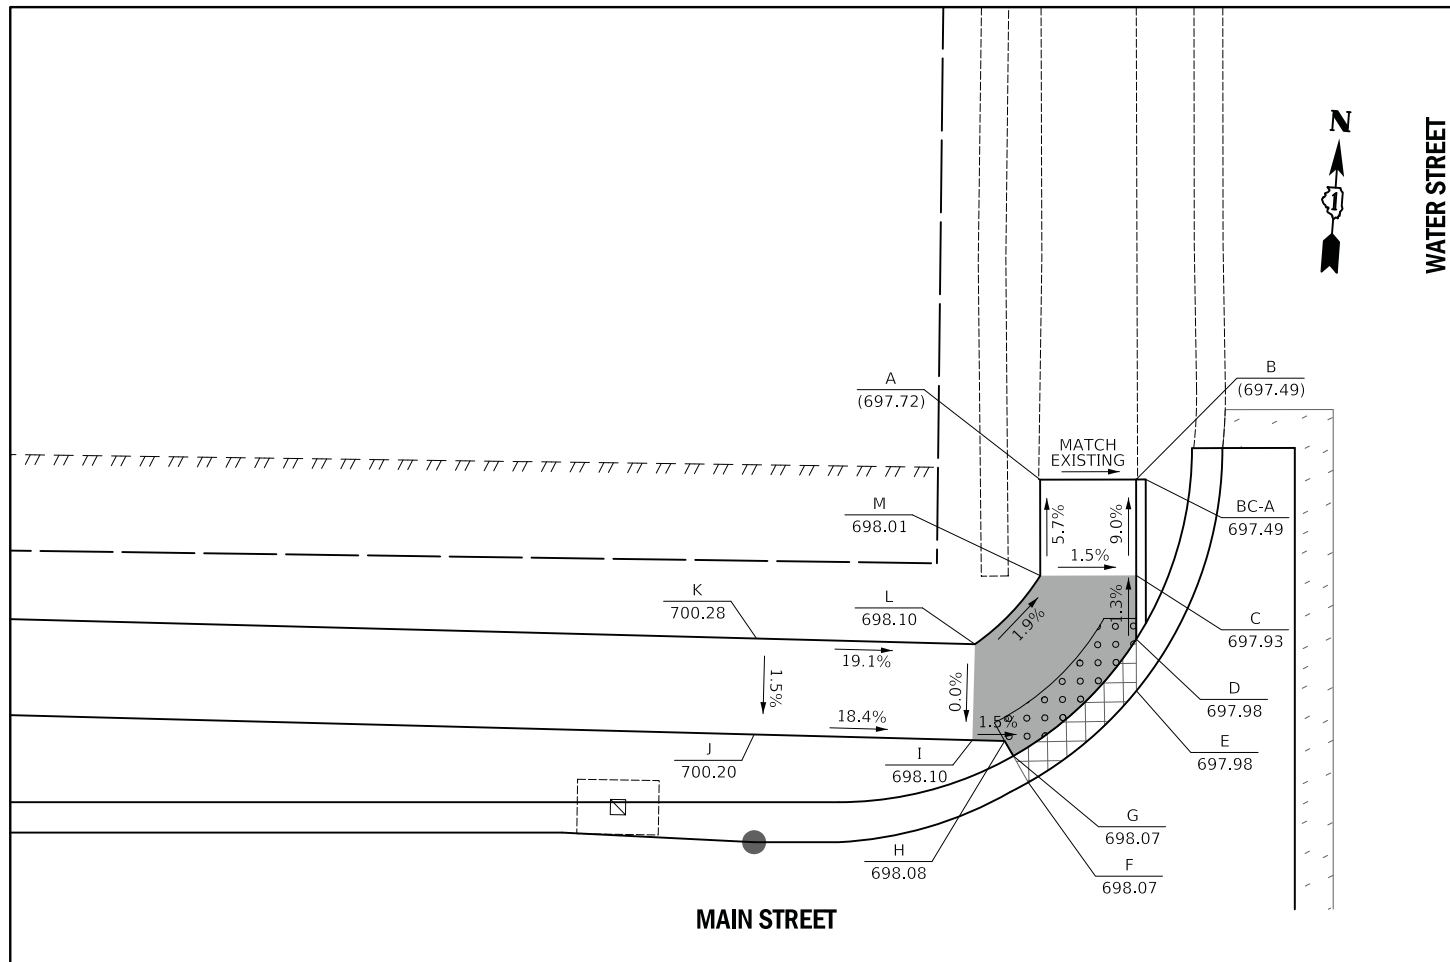 N
1
WATER STREET
A
(697.72)
B
(697.49)
MATCH
EXISTING
M
698.01
5.7%
9.0%
BC-A
697.49
1.5%
K
700.28
L
698.10
1.9%
1.3%
C
697.93
19.1%
1.5%
0.0%
D
697.98
18.4%
1.5%
J
700.20
I
698.10
E
697.98
G
698.07
H
698.08
F
698.07
MAIN STREET